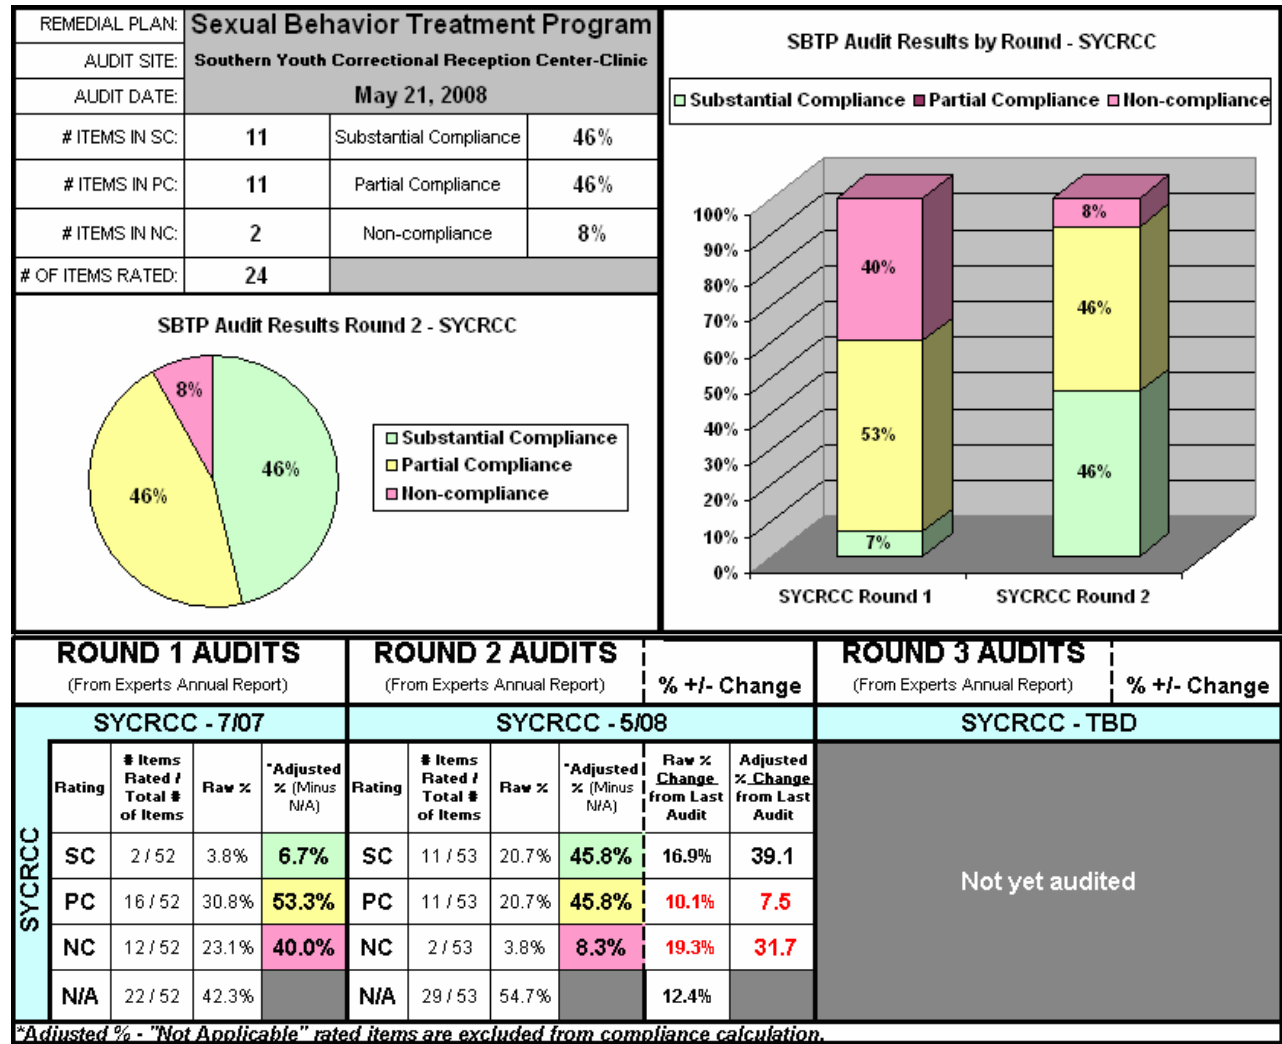 REMEDIAL PLAN: Sexual Behavior Treatment Program
AUDIT SITE: Southern Youth Correctional Reception Center-Clinic
AUDIT DATE: May 21, 2008
# ITEMS IN SC: 11 Substantial Compliance 46%
# ITEMS IN PC: 11 Partial Compliance 46%
# ITEMS IN NC: 2 Non-compliance 8%
# OF ITEMS RATED: 24
SBTP Audit Results Round 2 - SYCRCC
8%
46%
46%
Substantial Compliance
Partial Compliance
Non-compliance
SBTP Audit Results by Round - SYCRCC
Substantial Compliance Partial Compliance Non-compliance
100%
90%
80%
70%
60%
50%
40%
30%
20%
10%
0%
40%
53%
7%
8%
46%
46%
SYCRCC Round 1 SYCRCC Round 2
ROUND 1 AUDITS
(From Experts Annual Report)
ROUND 2 AUDITS
(From Experts Annual Report)
% +/- Change
ROUND 3 AUDITS
(From Experts Annual Report)
% +/- Change
SYCRCC - 7/07 SYCRCC - 5/08 SYCRCC - TBD
SYCRCC
Rating
# Items
Rated /
Total #
of Items
Raw %
*Adjusted
% (Minus
N/A)
Rating
# Items
Rated /
Total #
of Items
Raw %
*Adjusted
% (Minus
N/A)
Raw %
Change
from Last
Audit
Adjusted
% Change
from Last
Audit
SC 2 / 52 3.8% 6.7% SC 11 / 53 20.7% 45.8% 16.9% 39.1
PC 16 / 52 30.8% 53.3% PC 11 / 53 20.7% 45.8% 10.1% 7.5
NC 12 / 52 23.1% 40.0% NC 2 / 53 3.8% 8.3% 19.3% 31.7
N/A 22 / 52 42.3% N/A 29 / 53 54.7% 12.4%
Not yet audited
*Adjusted % - "Not Applicable" rated items are excluded from compliance calculation.